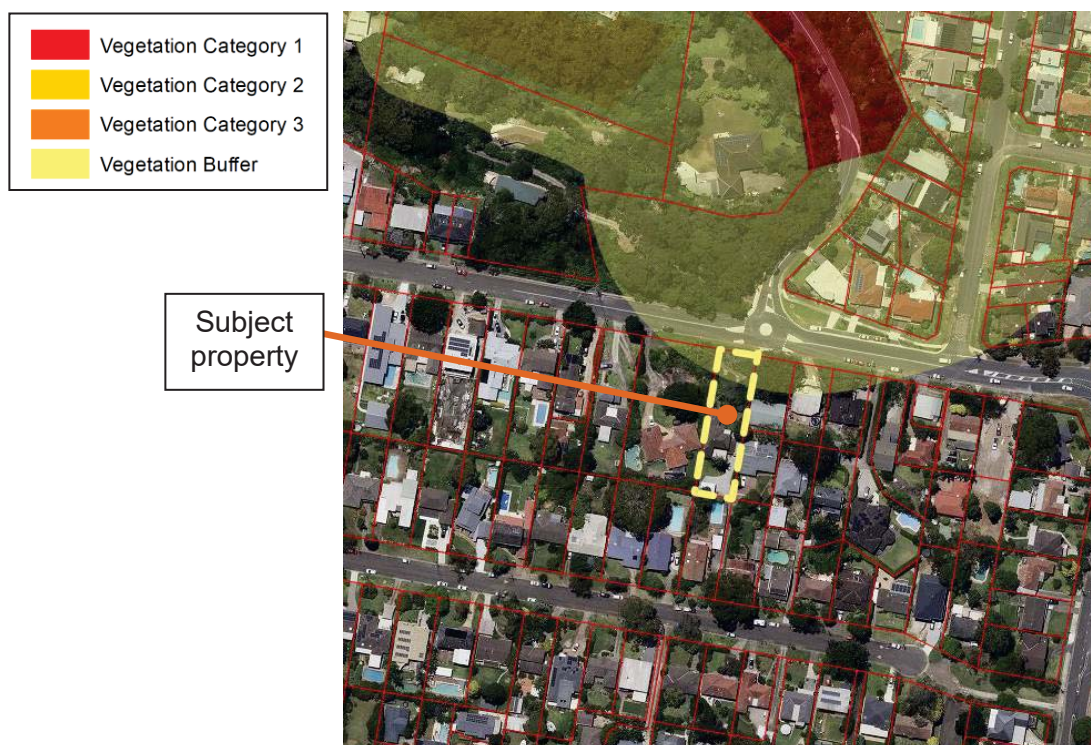 Vegetation Category 1
Vegetation Category 2
Vegetation Category 3
Vegetation Buffer
Subject
property